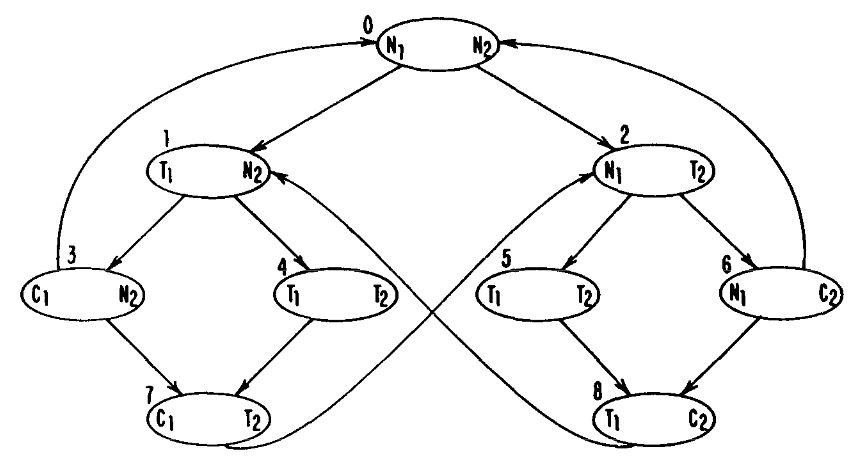 0
N1 N2
1
T1 N2
2
N1 T2
3
C1 N2
4
T1 T2
5
T1 T2
6
N1 C2
7
C1 T2
8
T1 C2